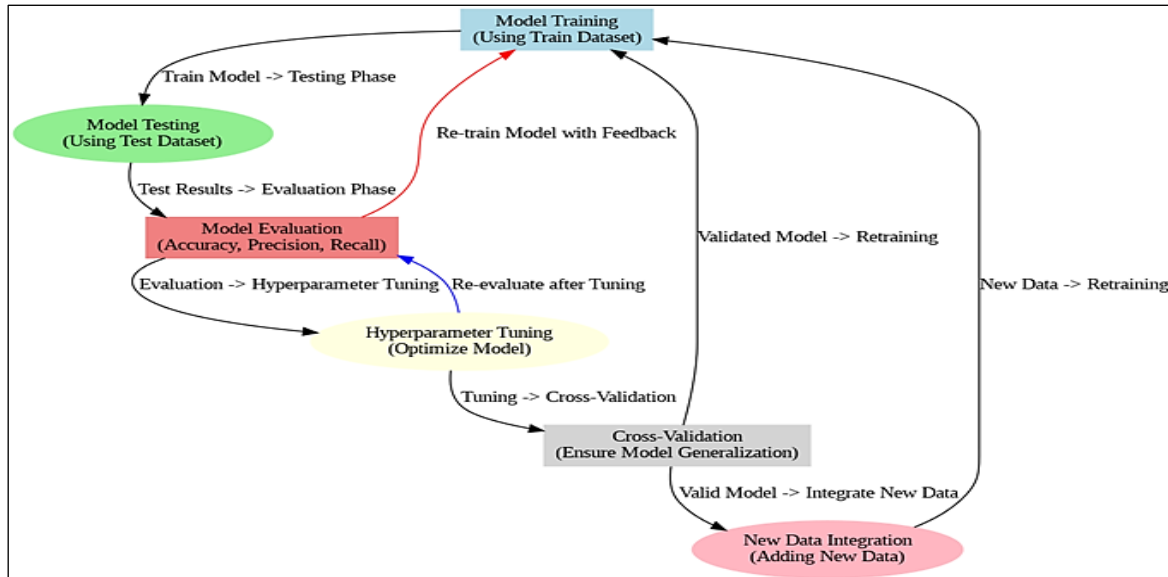 Model Training
(Using Train Dataset)
Train Model -> Testing Phase
Model Testing
(Using Test Dataset)
Re-train Model with Feedback
Test Results -> Evaluation Phase
Model Evaluation
(Accuracy, Precision, Recall)
Validated Model -> Retraining
Evaluation -> Hyperparameter Tuning
Re-evaluate after Tuning
New Data -> Retraining
Hyperparameter Tuning
(Optimize Model)
Tuning -> Cross-Validation
Cross-Validation
(Ensure Model Generalization)
Valid Model -> Integrate New Data
New Data Integration
(Adding New Data)